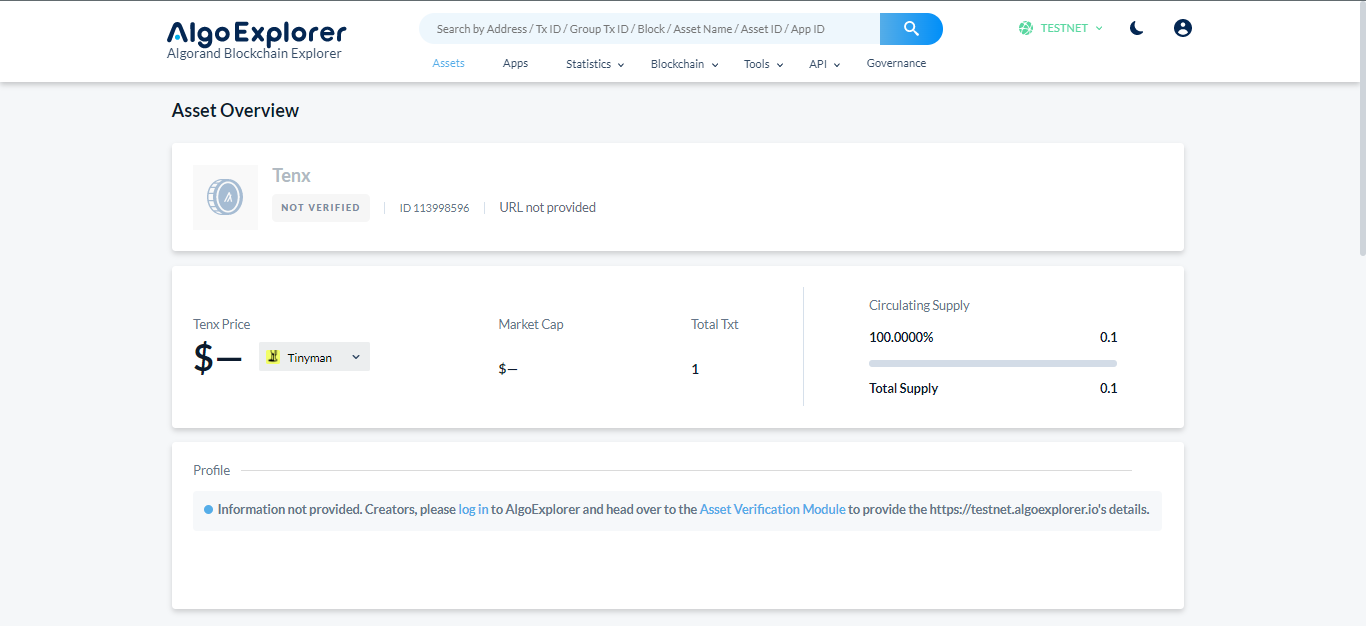 AlgoExplorer
Algorand Blockchain Explorer
Search by Address / Tx ID / Group Tx ID / Block / Asset Name / Asset ID / App ID
TESTNET
Assets Apps Statistics Blockchain Tools API Governance
Asset Overview
Tenx
NOT VERIFIED ID 113998596 URL not provided
Tenx Price Market Cap Total Txt
$— Tinyman $— 1
Circulating Supply
100.0000% 0.1
Total Supply 0.1
Profile
Information not provided. Creators, please log in to AlgoExplorer and head over to the Asset Verification Module to provide the https://testnet.algoexplorer.io's details.